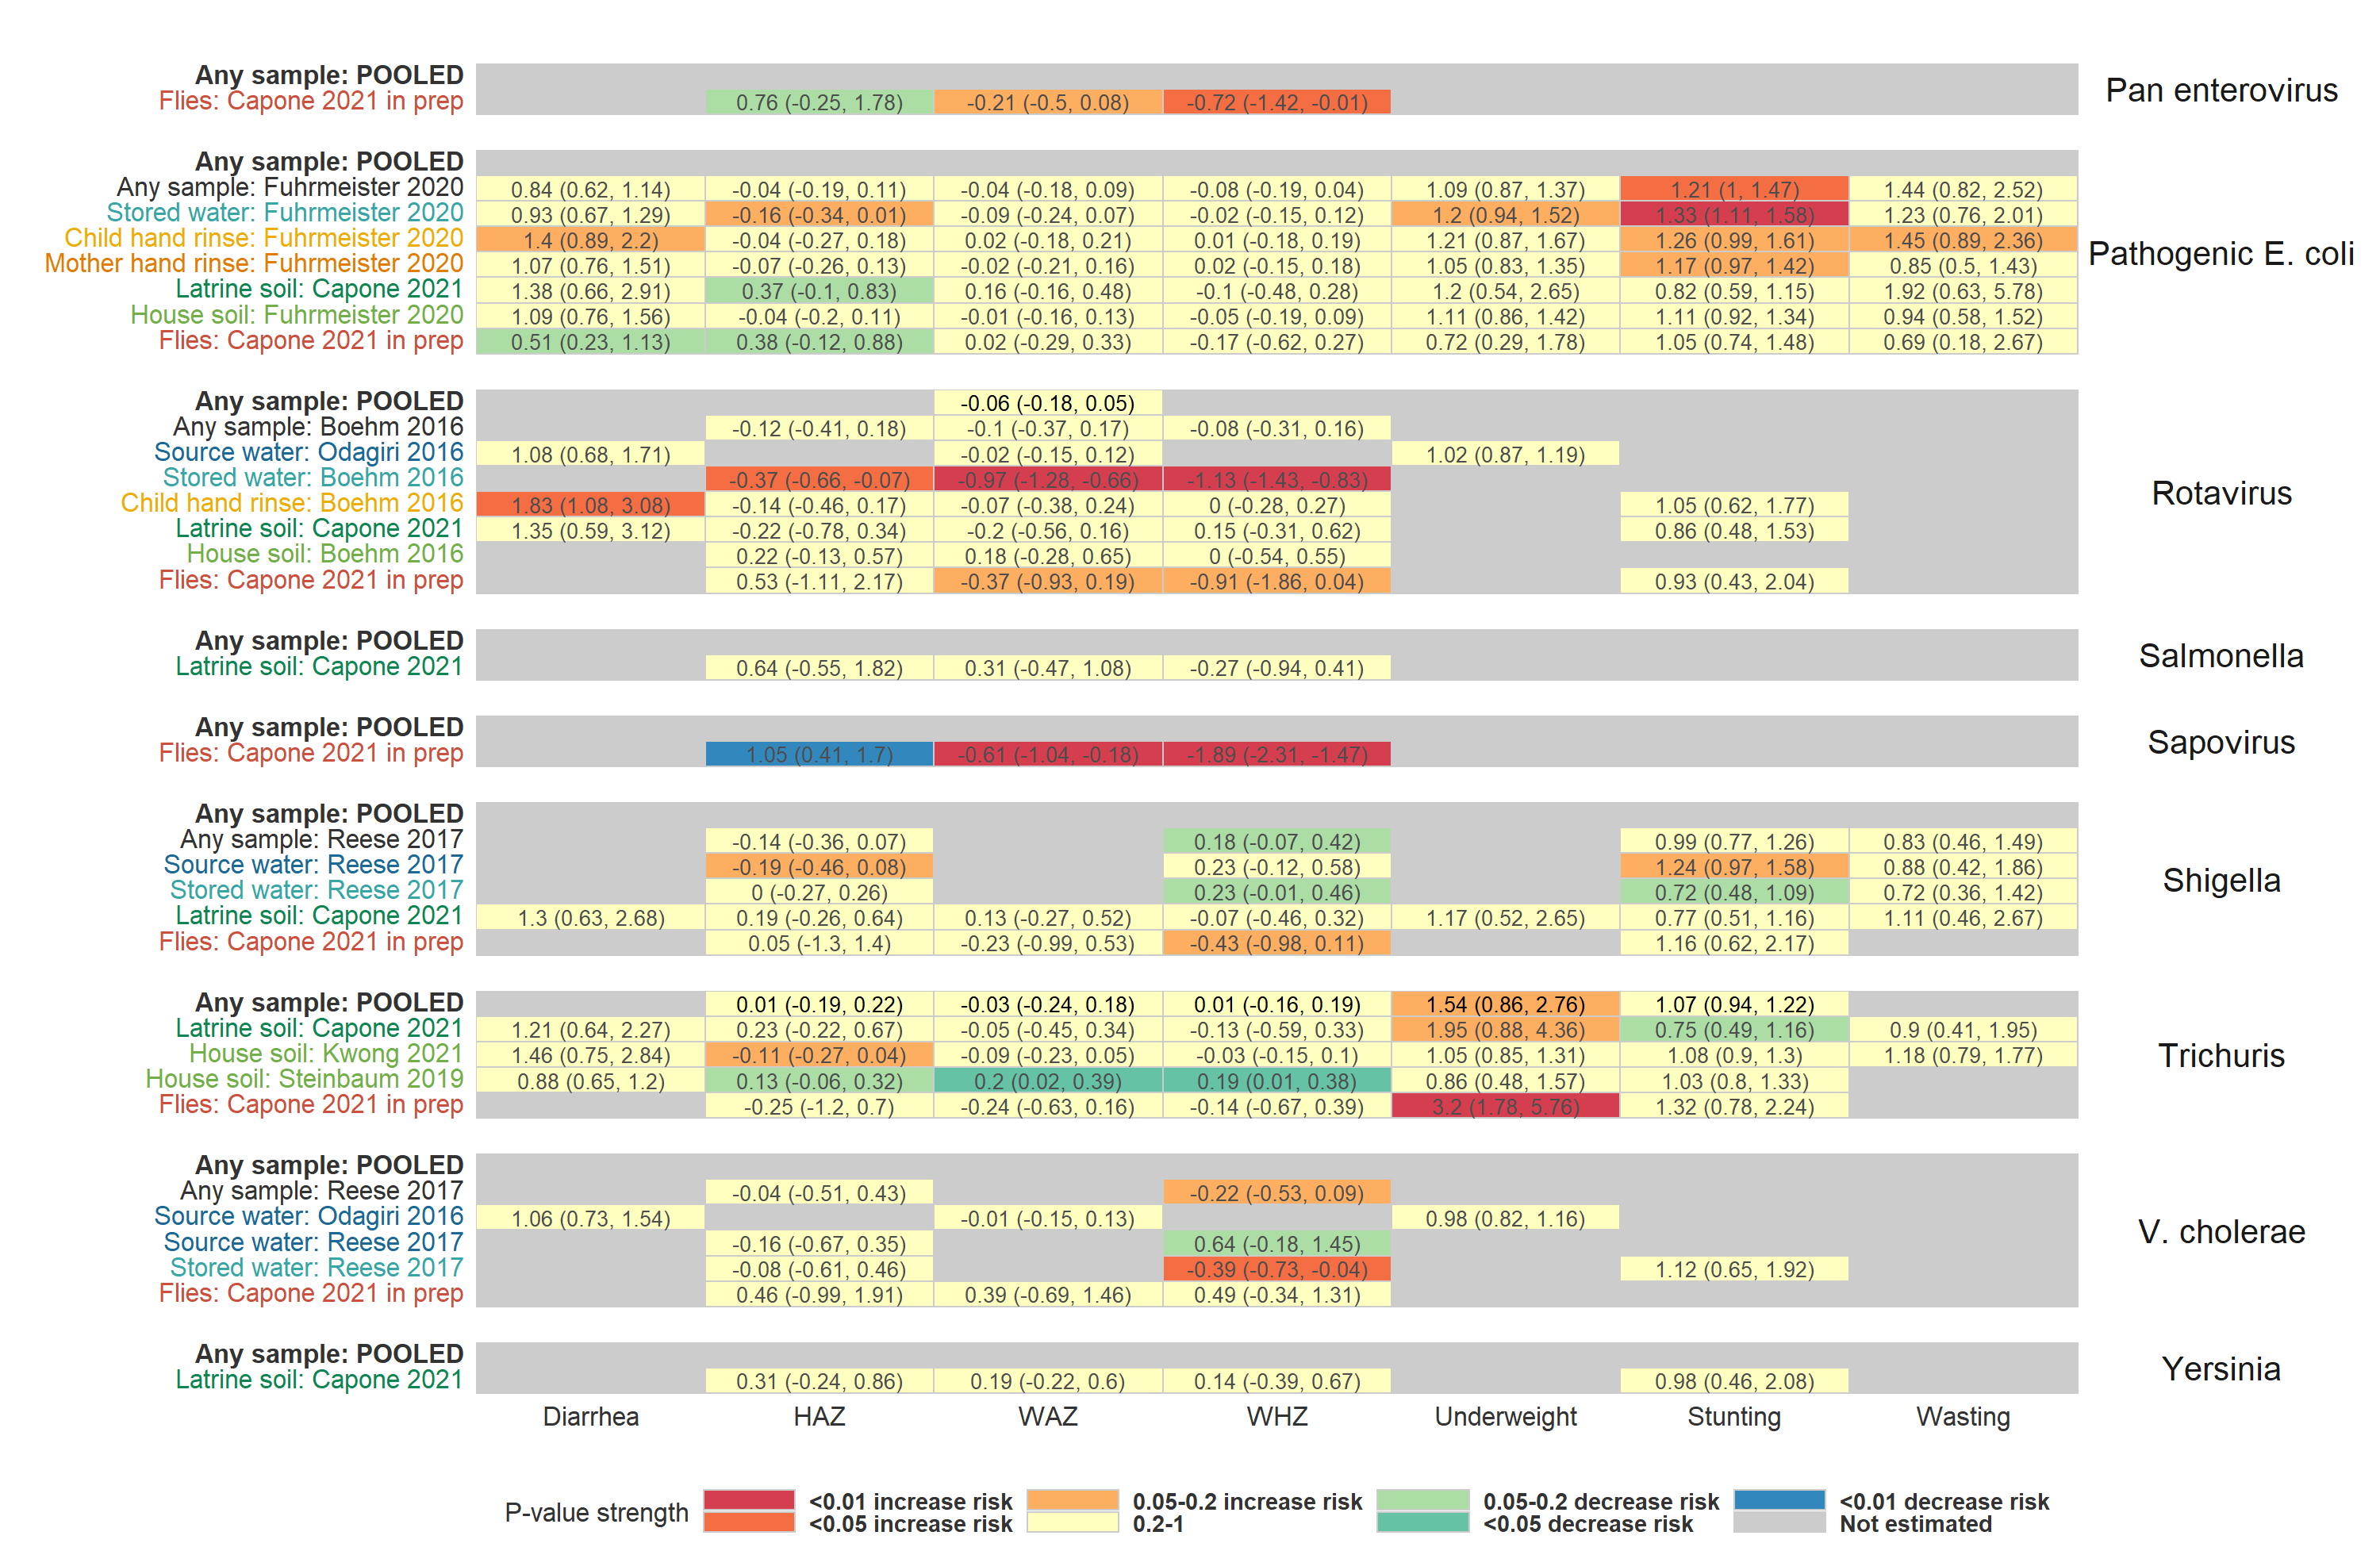 Any sample: POOLED
Flies: Capone 2021 in prep 0.76 (-0.25, 1.78) -0.21 (-0.5, 0.08) -0.72 (-1.42, -0.01)
Pan enterovirus
Any sample: POOLED
Any sample: Fuhrmeister 2020 0.84 (0.62, 1.14) -0.04 (-0.19, 0.11) -0.04 (-0.18, 0.09) -0.08 (-0.19, 0.04) 1.09 (0.87, 1.37) 1.21 (1, 1.47) 1.44 (0.82, 2.52)
Stored water: Fuhrmeister 2020 0.93 (0.67, 1.29) -0.16 (-0.34, 0.01) -0.09 (-0.24, 0.07) -0.02 (-0.15, 0.12) 1.2 (0.94, 1.52) 1.33 (1.11, 1.58) 1.23 (0.76, 2.01)
Child hand rinse: Fuhrmeister 2020 1.4 (0.89, 2.2) -0.04 (-0.27, 0.18) 0.02 (-0.18, 0.21) 0.01 (-0.18, 0.19) 1.21 (0.87, 1.67) 1.26 (0.99, 1.61) 1.45 (0.89, 2.36)
Mother hand rinse: Fuhrmeister 2020 1.07 (0.76, 1.51) -0.07 (-0.26, 0.13) -0.02 (-0.21, 0.16) 0.02 (-0.15, 0.18) 1.05 (0.83, 1.35) 1.17 (0.97, 1.42) 0.85 (0.5, 1.43)
Latrine soil: Capone 2021 1.38 (0.66, 2.91) 0.37 (-0.1, 0.83) 0.16 (-0.16, 0.48) -0.1 (-0.48, 0.28) 1.2 (0.54, 2.65) 0.82 (0.59, 1.15) 1.92 (0.63, 5.78)
House soil: Fuhrmeister 2020 1.09 (0.76, 1.56) -0.04 (-0.2, 0.11) -0.01 (-0.16, 0.13) -0.05 (-0.19, 0.09) 1.11 (0.86, 1.42) 1.11 (0.92, 1.34) 0.94 (0.58, 1.52)
Flies: Capone 2021 in prep 0.51 (0.23, 1.13) 0.38 (-0.12, 0.88) 0.02 (-0.29, 0.33) -0.17 (-0.62, 0.27) 0.72 (0.29, 1.78) 1.05 (0.74, 1.48) 0.69 (0.18, 2.67)
Pathogenic E. coli
Any sample: POOLED -0.06 (-0.18, 0.05)
Any sample: Boehm 2016 -0.12 (-0.41, 0.18) -0.1 (-0.37, 0.17) -0.08 (-0.31, 0.16)
Source water: Odagiri 2016 1.08 (0.68, 1.71) -0.02 (-0.15, 0.12) 1.02 (0.87, 1.19)
Stored water: Boehm 2016 -0.37 (-0.66, -0.07) -0.97 (-1.28, -0.66) -1.13 (-1.43, -0.83)
Child hand rinse: Boehm 2016 1.83 (1.08, 3.08) -0.14 (-0.46, 0.17) -0.07 (-0.38, 0.24) 0 (-0.28, 0.27) 1.05 (0.62, 1.77)
Latrine soil: Capone 2021 1.35 (0.59, 3.12) -0.22 (-0.78, 0.34) -0.2 (-0.56, 0.16) 0.15 (-0.31, 0.62) 0.86 (0.48, 1.53)
House soil: Boehm 2016 0.22 (-0.13, 0.57) 0.18 (-0.28, 0.65) 0 (-0.54, 0.55)
Flies: Capone 2021 in prep 0.53 (-1.11, 2.17) -0.37 (-0.93, 0.19) -0.91 (-1.86, 0.04) 0.93 (0.43, 2.04)
Rotavirus
Any sample: POOLED
Latrine soil: Capone 2021 0.64 (-0.55, 1.82) 0.31 (-0.47, 1.08) -0.27 (-0.94, 0.41)
Salmonella
Any sample: POOLED
Flies: Capone 2021 in prep 1.05 (0.41, 1.7) -0.61 (-1.04, -0.18) -1.89 (-2.31, -1.47)
Sapovirus
Any sample: POOLED
Any sample: Reese 2017 -0.14 (-0.36, 0.07) 0.18 (-0.07, 0.42) 0.99 (0.77, 1.26) 0.83 (0.46, 1.49)
Source water: Reese 2017 -0.19 (-0.46, 0.08) 0.23 (-0.12, 0.58) 1.24 (0.97, 1.58) 0.88 (0.42, 1.86)
Stored water: Reese 2017 0 (-0.27, 0.26) 0.23 (-0.01, 0.46) 0.72 (0.48, 1.09) 0.72 (0.36, 1.42)
Latrine soil: Capone 2021 1.3 (0.63, 2.68) 0.19 (-0.26, 0.64) 0.13 (-0.27, 0.52) -0.07 (-0.46, 0.32) 1.17 (0.52, 2.65) 0.77 (0.51, 1.16) 1.11 (0.46, 2.67)
Flies: Capone 2021 in prep 0.05 (-1.3, 1.4) -0.23 (-0.99, 0.53) -0.43 (-0.98, 0.11) 1.16 (0.62, 2.17)
Shigella
Any sample: POOLED 0.01 (-0.19, 0.22) -0.03 (-0.24, 0.18) 0.01 (-0.16, 0.19) 1.54 (0.86, 2.76) 1.07 (0.94, 1.22)
Latrine soil: Capone 2021 1.21 (0.64, 2.27) 0.23 (-0.22, 0.67) -0.05 (-0.45, 0.34) -0.13 (-0.59, 0.33) 1.95 (0.88, 4.36) 0.75 (0.49, 1.16) 0.9 (0.41, 1.95)
House soil: Kwong 2021 1.46 (0.75, 2.84) -0.11 (-0.27, 0.04) -0.09 (-0.23, 0.05) -0.03 (-0.15, 0.1) 1.05 (0.85, 1.31) 1.08 (0.9, 1.3) 1.18 (0.79, 1.77)
House soil: Steinbaum 2019 0.88 (0.65, 1.2) 0.13 (-0.06, 0.32) 0.2 (0.02, 0.39) 0.19 (0.01, 0.38) 0.86 (0.48, 1.57) 1.03 (0.8, 1.33)
Flies: Capone 2021 in prep -0.25 (-1.2, 0.7) -0.24 (-0.63, 0.16) -0.14 (-0.67, 0.39) 3.2 (1.78, 5.76) 1.32 (0.78, 2.24)
Trichuris
Any sample: POOLED
Any sample: Reese 2017 -0.04 (-0.51, 0.43) -0.22 (-0.53, 0.09)
Source water: Odagiri 2016 1.06 (0.73, 1.54) -0.01 (-0.15, 0.13) 0.98 (0.82, 1.16)
Source water: Reese 2017 -0.16 (-0.67, 0.35) 0.64 (-0.18, 1.45)
Stored water: Reese 2017 -0.08 (-0.61, 0.46) -0.39 (-0.73, -0.04) 1.12 (0.65, 1.92)
Flies: Capone 2021 in prep 0.46 (-0.99, 1.91) 0.39 (-0.69, 1.46) 0.49 (-0.34, 1.31)
V. cholerae
Any sample: POOLED
Latrine soil: Capone 2021 0.31 (-0.24, 0.86) 0.19 (-0.22, 0.6) 0.14 (-0.39, 0.67) 0.98 (0.46, 2.08)
Yersinia
Diarrhea HAZ WAZ WHZ Underweight Stunting Wasting
P-value strength
<0.01 increase risk 0.05-0.2 increase risk 0.05-0.2 decrease risk <0.01 decrease risk
<0.05 increase risk 0.2-1 <0.05 decrease risk Not estimated